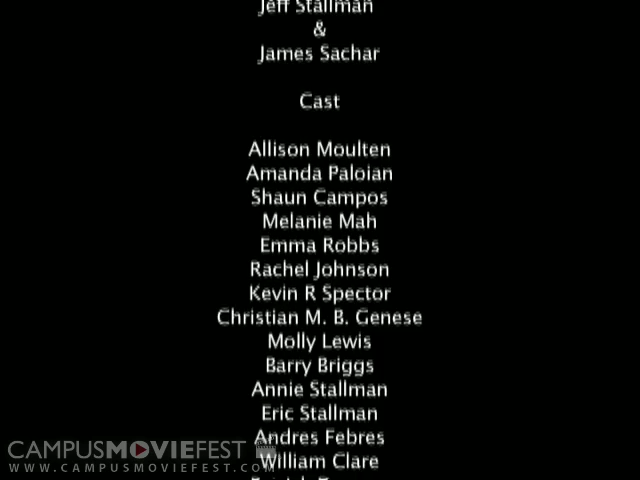 Jeff Stallman
&
James Sachar
Cast
Allison Moulten
Amanda Paloian
Shaun Campos
Melanie Mah
Emma Robbs
Rachel Johnson
Kevin R Spector
Christian M. B. Genese
Molly Lewis
Barry Briggs
Annie Stallman
Eric Stallman
Andres Febres
William Clare
CAMPUSMOVIEFEST
WWW.CAMPUSMOVIEFEST.COM